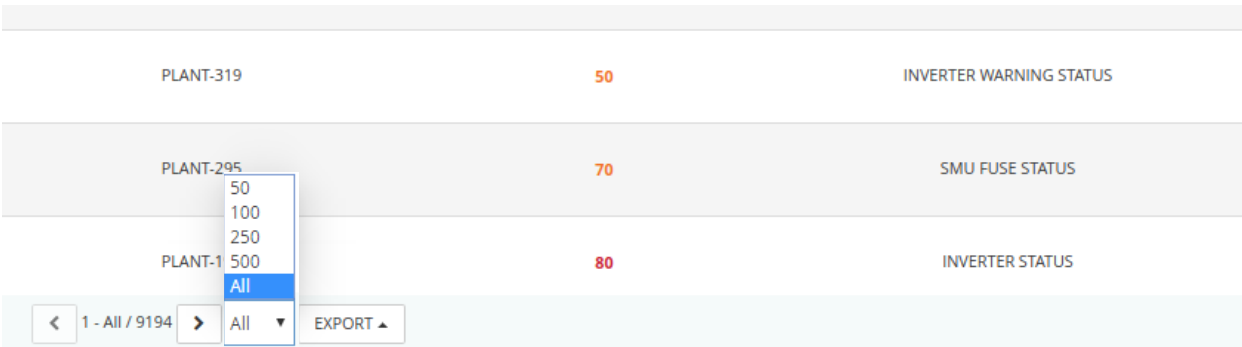 PLANT-319 50 INVERTER WARNING STATUS
PLANT-295 70 SMU FUSE STATUS
50
100
250
500
All
PLANT-1 80 INVERTER STATUS
1 - All / 9194 All EXPORT